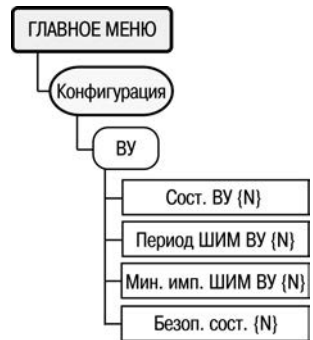 ГЛАВНОЕ МЕНЮ
Конфигурация
ВУ
Сост. ВУ {N}
Период ШИМ ВУ {N}
Мин. имп. ШИМ ВУ {N}
Безоп. сост. {N}